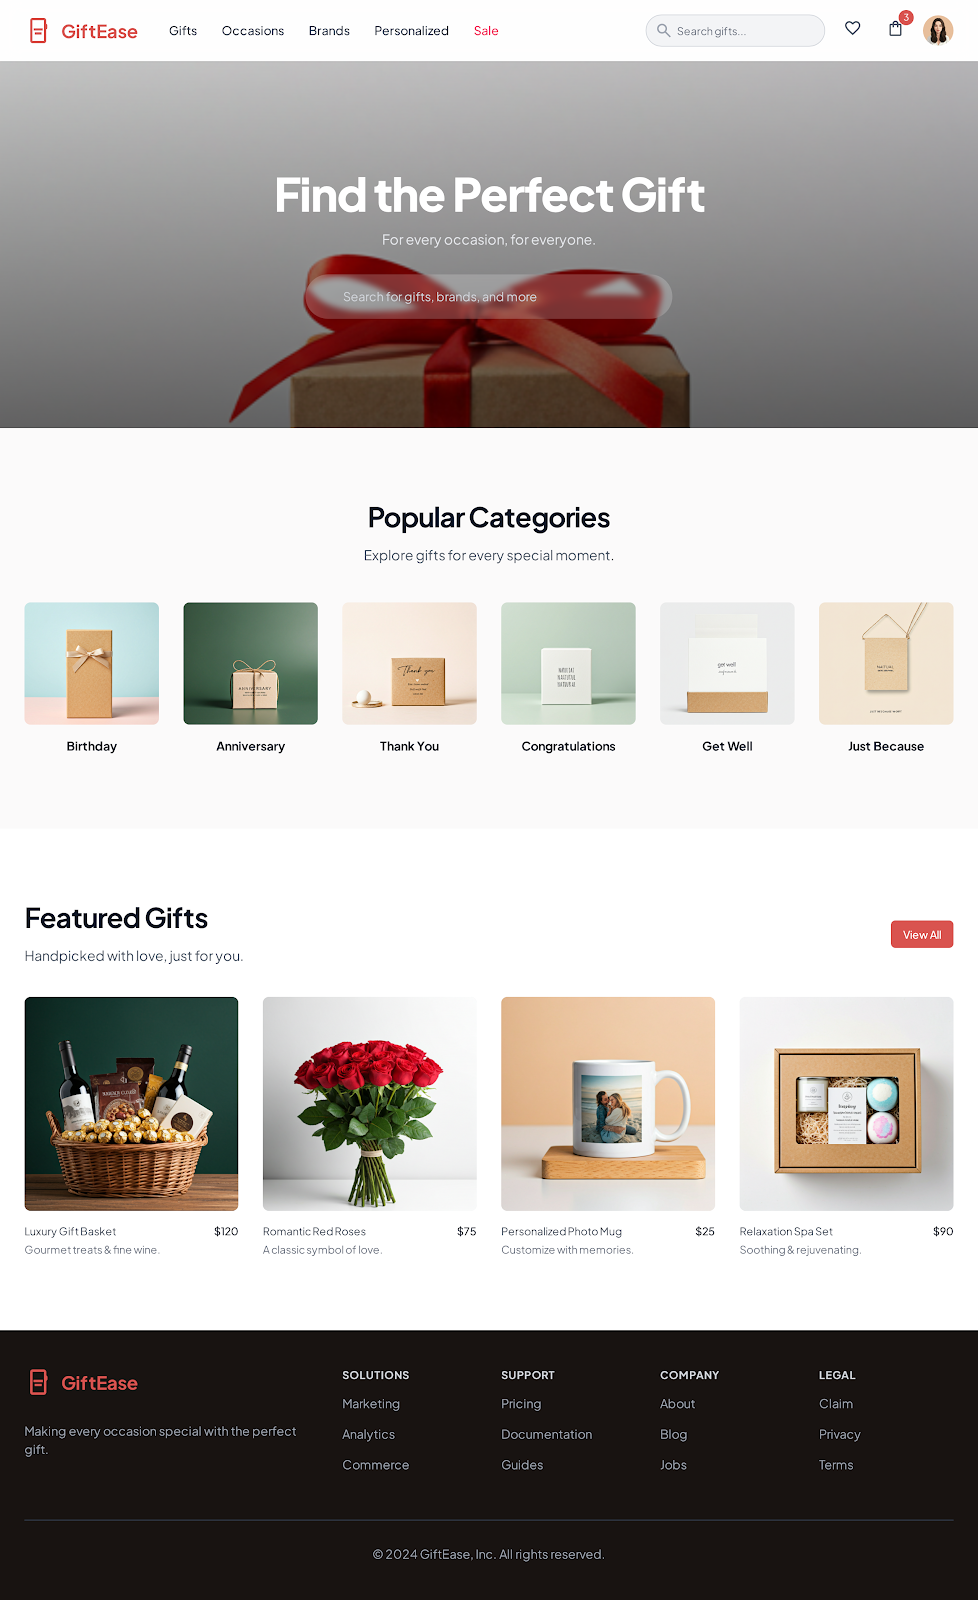 GiftEase
Gifts
Occasions
Brands
Personalized
Sale
Search gifts...
3
Find the Perfect Gift
For every occasion, for everyone.
Search for gifts, brands, and more
Popular Categories
Explore gifts for every special moment.
ANNIVERSARY
Thank you
get well
Birthday
Anniversary
Thank You
Congratulations
Get Well
Just Because
Featured Gifts
Handpicked with love, just for you.
View All
Luxury Gift Basket $120
Gourmet treats & fine wine.
Romantic Red Roses $75
A classic symbol of love.
Personalized Photo Mug $25
Customize with memories.
Relaxation Spa Set $90
Soothing & rejuvenating.
GiftEase
Making every occasion special with the perfect
gift.
SOLUTIONS
Marketing
Analytics
Commerce
SUPPORT
Pricing
Documentation
Guides
COMPANY
About
Blog
Jobs
LEGAL
Claim
Privacy
Terms
© 2024 GiftEase, Inc. All rights reserved.